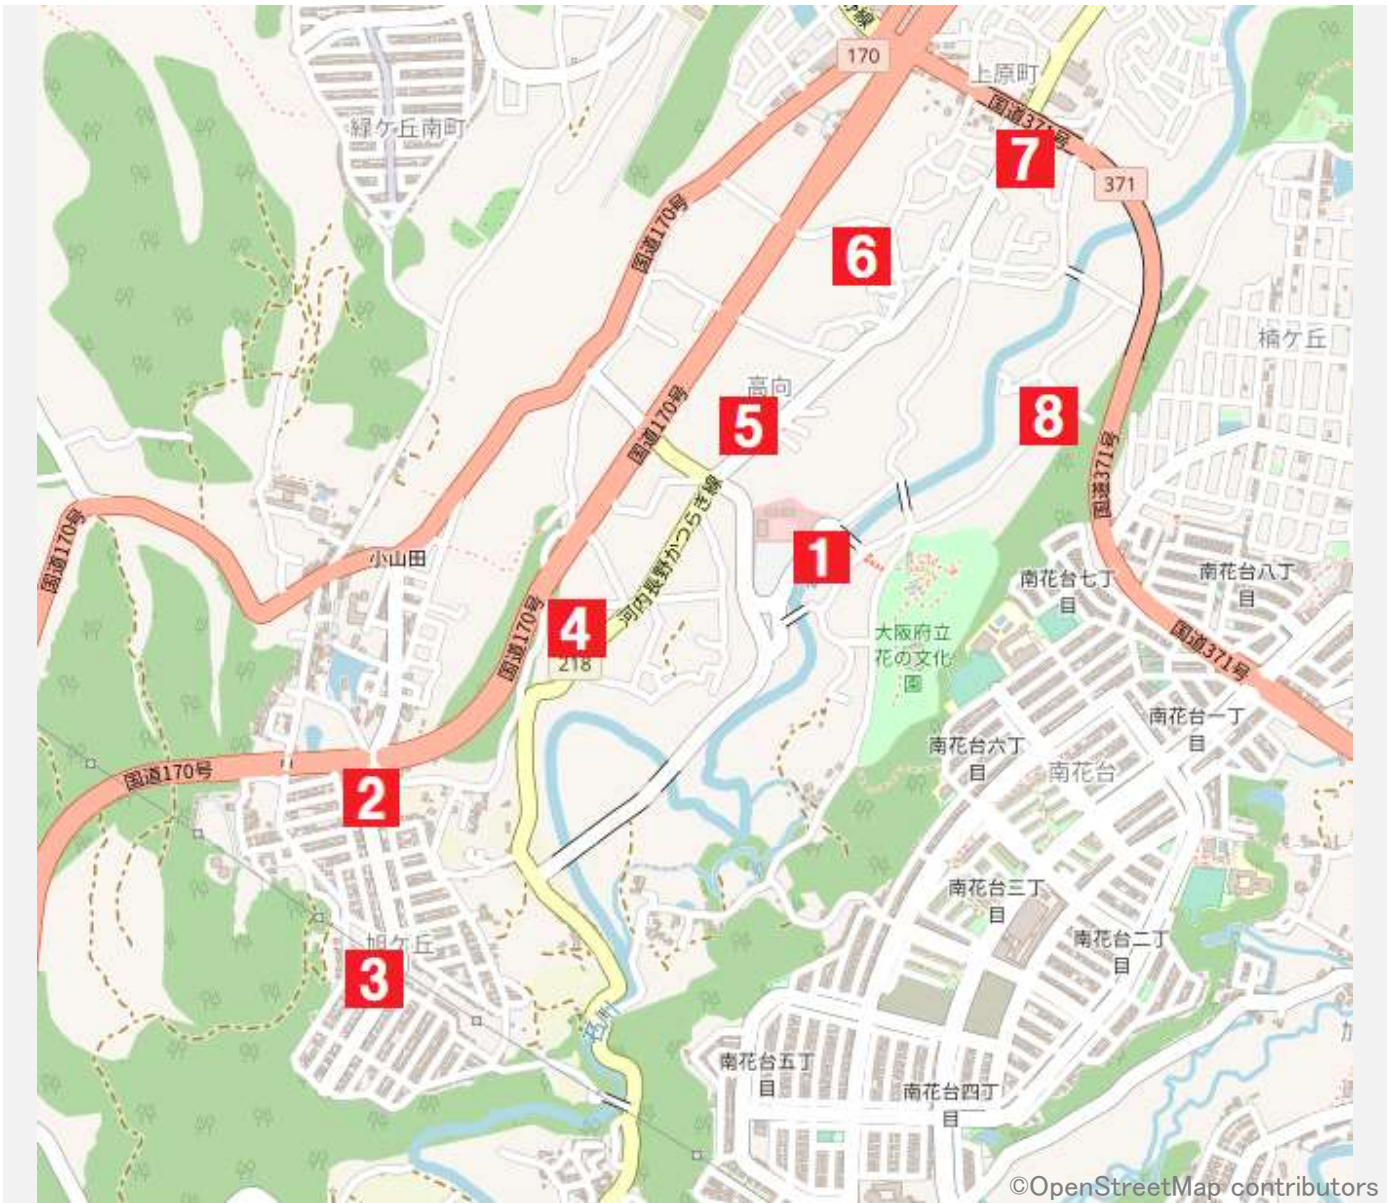 野線
170
上原町
国道371号
緑ケ丘南町
7
371
国道170号
6
楠ケ丘
高向
国道170号
5
8
国道371号
河内長野かつらぎ線
国道170号
小山田
1
南花台七丁
目
南花台八丁
目
国道170号
4
218
大阪府立
花の文化
園
国道371号
南花台一丁
目
南花台六丁
目
南花台
国道170号
2
南花台三丁
目
南花台二丁
目
旭ケ丘
3
石川
南花台五丁
目
南花台四丁
目
©OpenStreetMap contributors